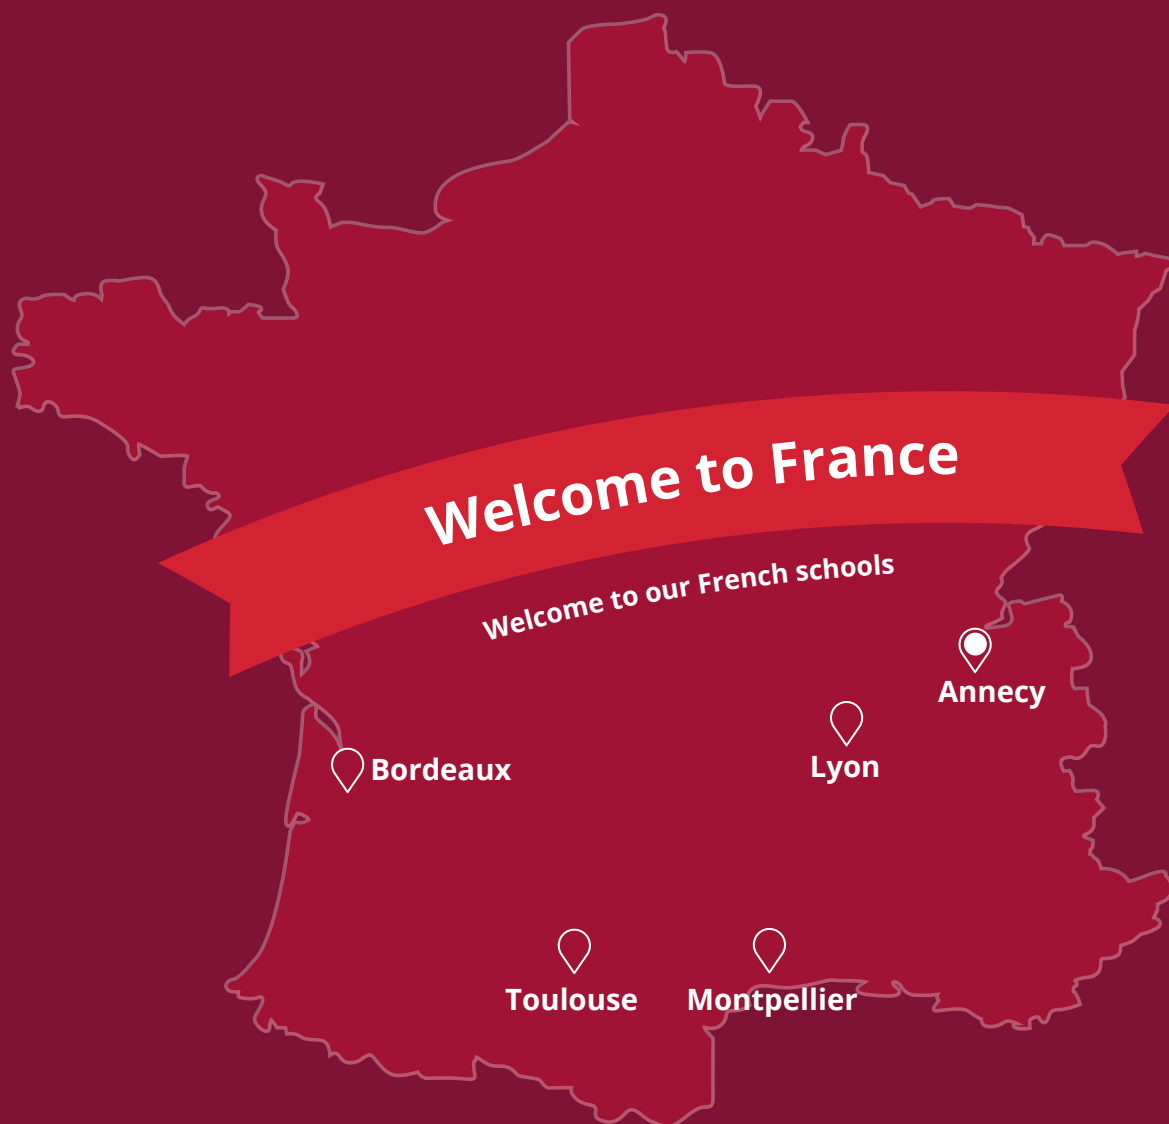 Welcome to France
Welcome to our French schools
Annecy
Lyon
Bordeaux
Toulouse
Montpellier